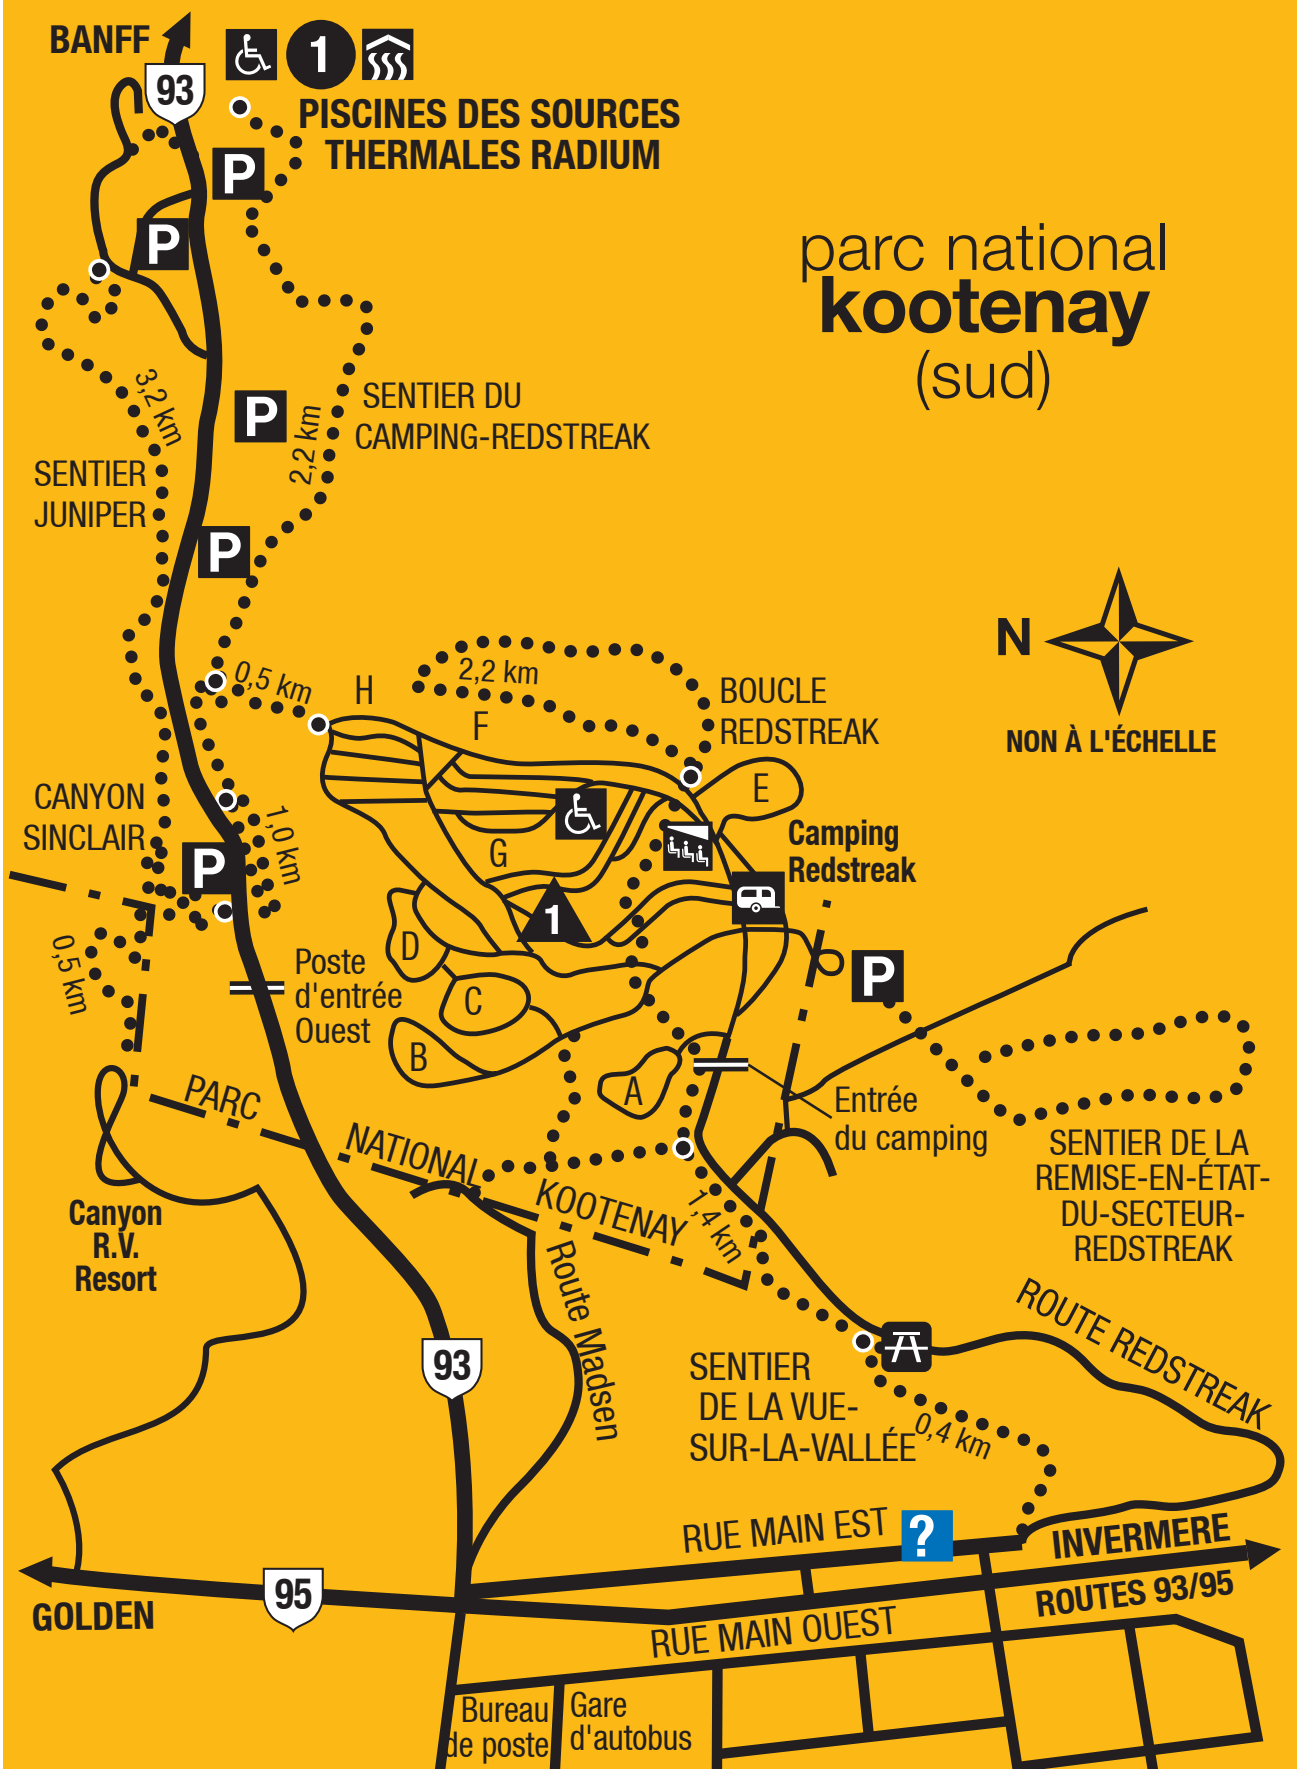 BANFF
93
1
PISCINES DES SOURCES
THERMALES RADIUM
P
P
parc national
kootenay
(sud)
3,2 km
P
2,2 km
SENTIER DU
CAMPING-REDSTREAK
SENTIER
JUNIPER
P
N
NON À L'ÉCHELLE
0,5 km
H
F
2,2 km
BOUCLE
REDSTREAK
E
CANYON
SINCLAIR
1,0 km
P
G
Camping
Redstreak
1
D
C
B
A
0,5 km
Poste
d'entrée
Ouest
P
Entrée
du camping
PARC
NATIONAL
KOOTENAY
SENTIER DE LA
REMISE-EN-ÉTAT-
DU-SECTEUR-
REDSTREAK
Canyon
R.V.
Resort
1,4 km
Route Madsen
ROUTE REDSTREAK
93
SENTIER
DE LA VUE-
SUR-LA-VALLÉE
0,4 km
RUE MAIN EST
?
INVERMERE
ROUTES 93/95
95
GOLDEN
RUE MAIN OUEST
Bureau
de poste
Gare
d'autobus